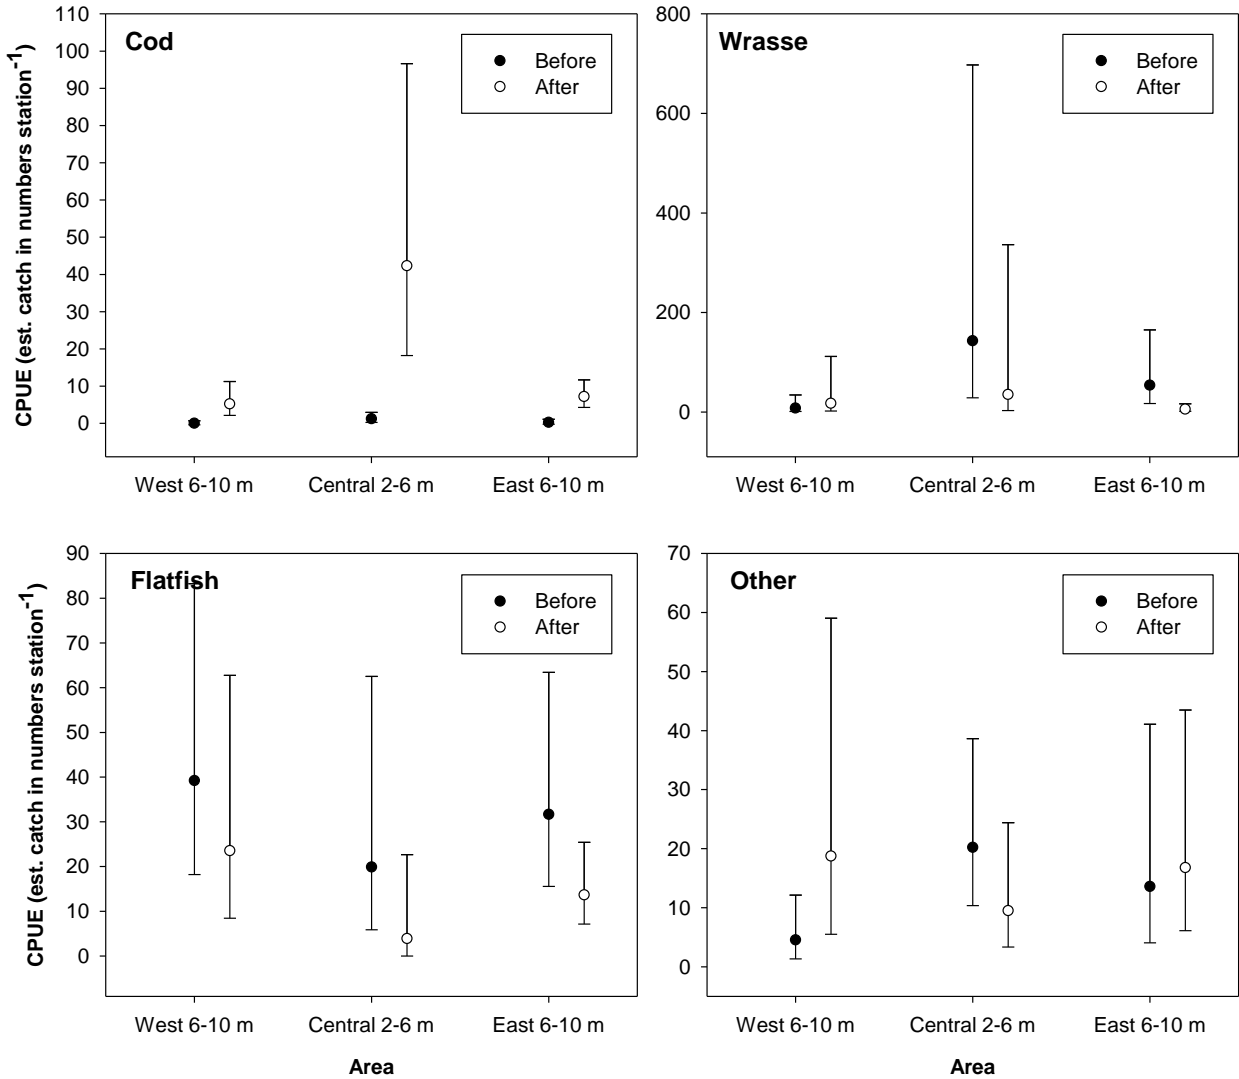 110
100
90
80
70
60
50
40
30
20
10
0
CPUE (est. catch in numbers station-1)
Cod
Before
After
West 6-10 m
Central 2-6 m
East 6-10 m
800
600
400
200
0
Wrasse
Before
After
West 6-10 m
Central 2-6 m
East 6-10 m
90
80
70
60
50
40
30
20
10
0
CPUE (est. catch in numbers station-1)
Flatfish
Before
After
West 6-10 m
Central 2-6 m
East 6-10 m
Area
70
60
50
40
30
20
10
0
Other
Before
After
West 6-10 m
Central 2-6 m
East 6-10 m
Area